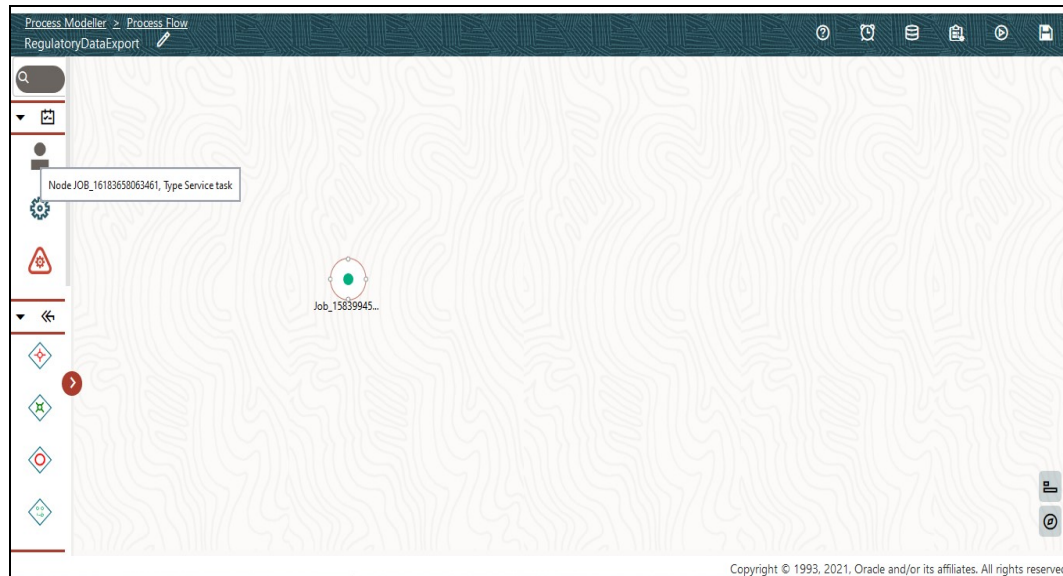 Process Modeller > Process Flow
RegulatoryDataExport
Node JOB_16183658063461, Type Service task
Job_15839945...
Copyright © 1993, 2021, Oracle and/or its affiliates. All rights reserved